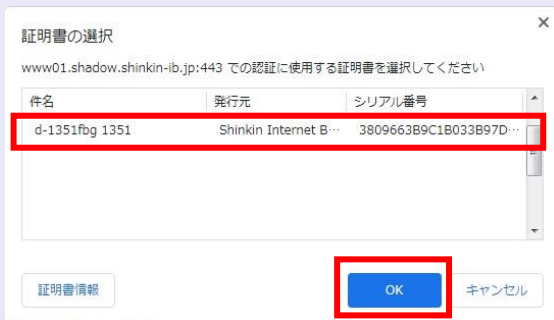 証明書の選択
www01.shadow.shinkin-ib.jp:443 での認証に使用する証明書を選択してください
件名 発行元 シリアル番号
d-1351fbg 1351 Shinkin Internet B… 3809663B9C1B033B97D…
証明書情報 OK キャンセル